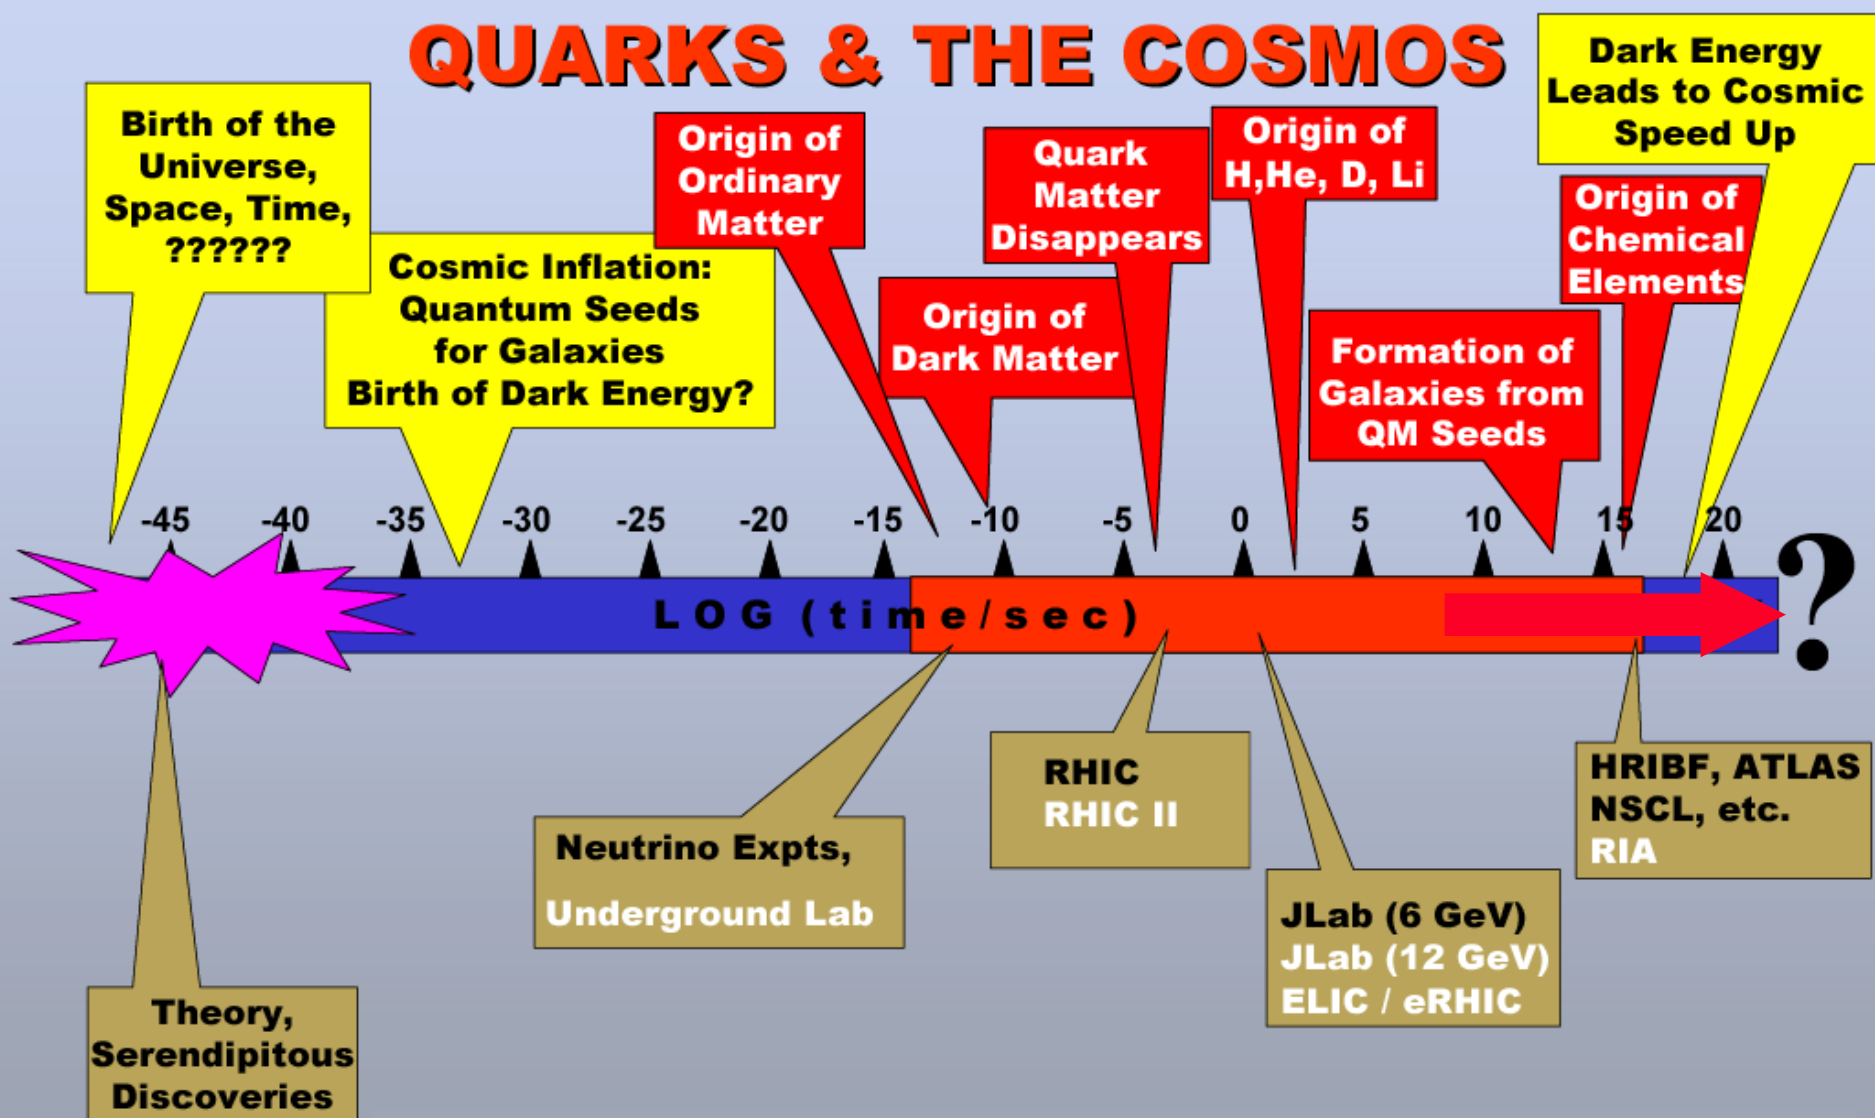 QUARKS & THE COSMOS
Birth of the
Universe,
Space, Time,
??????
Cosmic Inflation:
Quantum Seeds
for Galaxies
Birth of Dark Energy?
Origin of
Ordinary
Matter
Origin of
Dark Matter
Quark
Matter
Disappears
Origin of
H,He, D, Li
Formation of
Galaxies from
QM Seeds
Origin of
Chemical
Elements
Dark Energy
Leads to Cosmic
Speed Up
-45 -40 -35 -30 -25 -20 -15 -10 -5 0 5 10 15 20
LOG (time/sec)
?
Theory,
Serendipitous
Discoveries
Neutrino Expts,
Underground Lab
RHIC
RHIC II
JLab (6 GeV)
JLab (12 GeV)
ELIC / eRHIC
HRIBF, ATLAS
NSCL, etc.
RIA